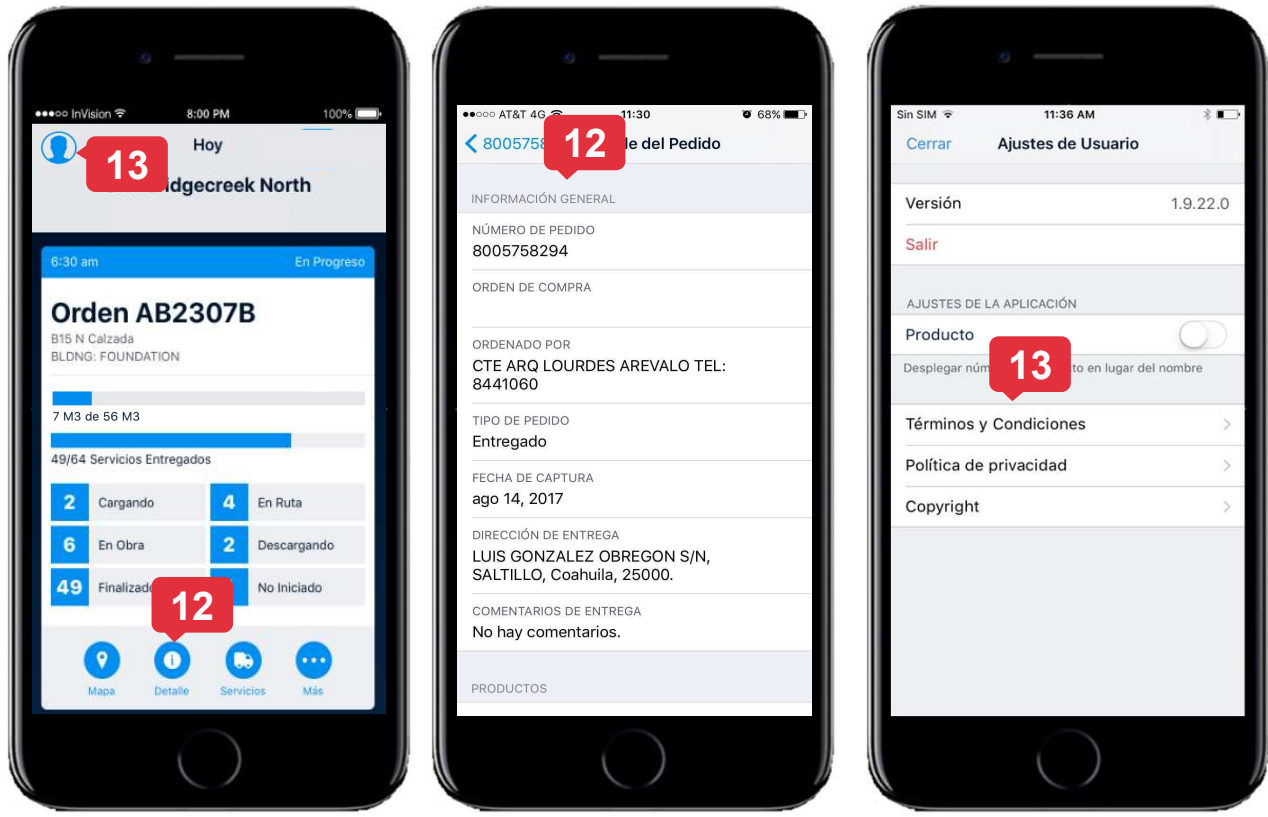 InVision
8:00 PM
100%
Hoy
13
dgecreek North
6:30 am
En Progreso
Orden AB2307B
B15 N Calzada
BLDNG: FOUNDATION
7 M3 de 56 M3
49/64 Servicios Entregados
2 Cargando
4 En Ruta
6 En Obra
2 Descargando
49 Finalizado
No Iniciado
12
Mapa
Detalle
Servicios
Más
AT&T 4G
11:30
68%
8005758
12
le del Pedido
INFORMACIÓN GENERAL
NÚMERO DE PEDIDO
8005758294
ORDEN DE COMPRA
ORDENADO POR
CTE ARQ LOURDES AREVALO TEL:
8441060
TIPO DE PEDIDO
Entregado
FECHA DE CAPTURA
ago 14, 2017
DIRECCIÓN DE ENTREGA
LUIS GONZALEZ OBREGON S/N,
SALTILLO, Coahuila, 25000.
COMENTARIOS DE ENTREGA
No hay comentarios.
PRODUCTOS
Sin SIM
11:36 AM
Cerrar
Ajustes de Usuario
Versión
1.9.22.0
Salir
AJUSTES DE LA APLICACIÓN
Producto
13
Desplegar núm
to en lugar del nombre
Términos y Condiciones
Política de privacidad
Copyright